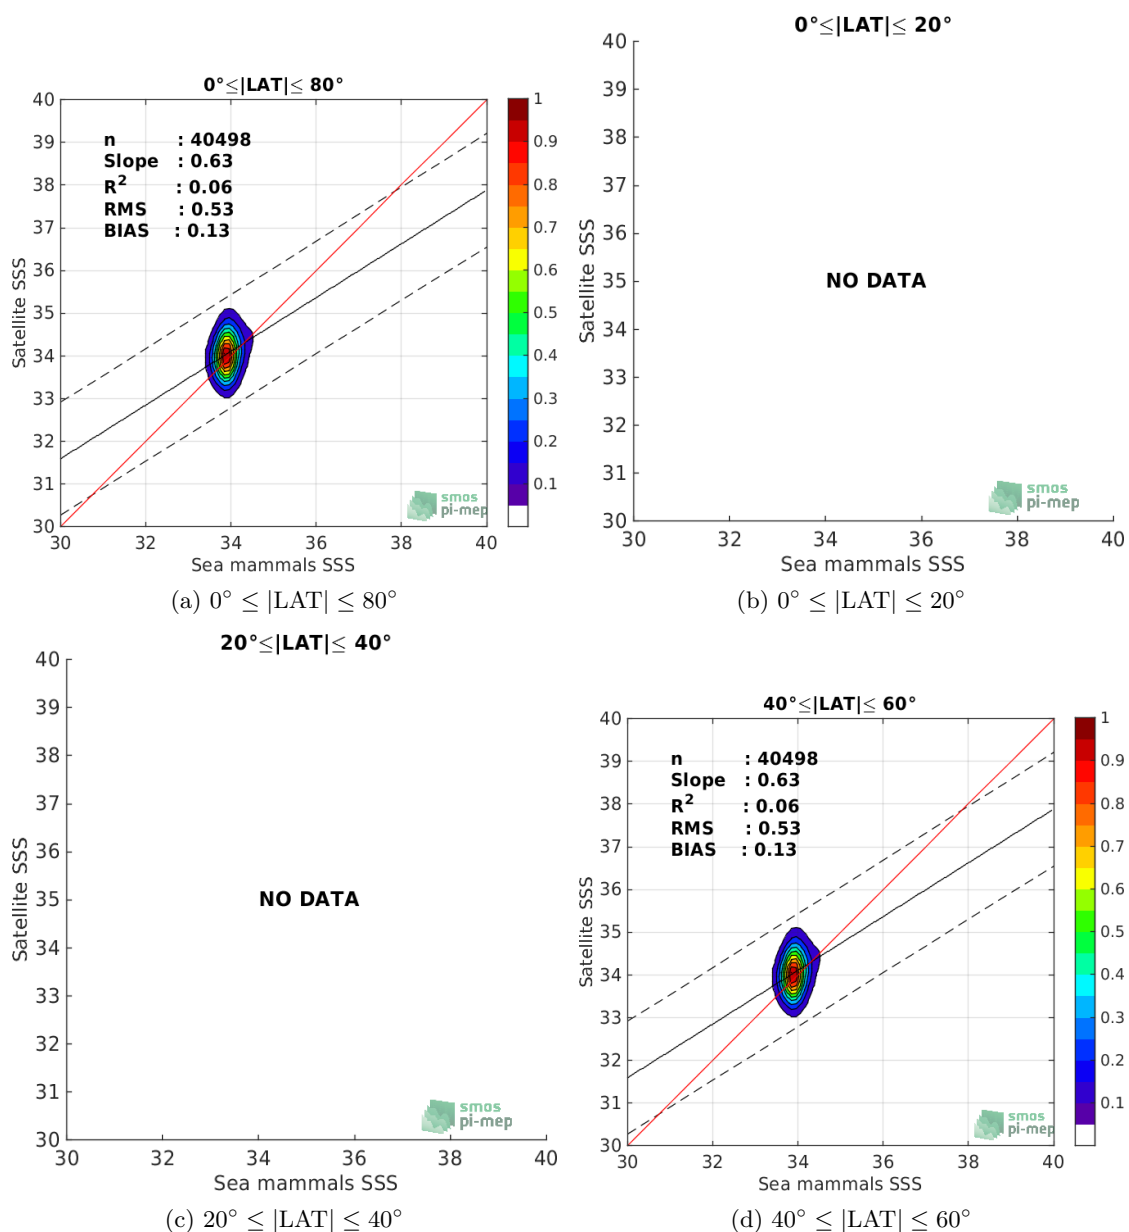 0°≤|LAT|≤ 80°
40
39
38
37
36
35
34
33
32
31
30
Satellite SSS
n : 40498
Slope : 0.63
R² : 0.06
RMS : 0.53
BIAS : 0.13
smos
pi-mep
30 32 34 36 38 40
Sea mammals SSS
1
0.9
0.8
0.7
0.6
0.5
0.4
0.3
0.2
0.1
(a) 0° ≤ |LAT| ≤ 80°
0°≤|LAT|≤ 20°
40
39
38
37
36
35
34
33
32
31
30
Satellite SSS
NO DATA
smos
pi-mep
30 32 34 36 38 40
Sea mammals SSS
(b) 0° ≤ |LAT| ≤ 20°
20°≤|LAT|≤ 40°
40
39
38
37
36
35
34
33
32
31
30
Satellite SSS
NO DATA
smos
pi-mep
30 32 34 36 38 40
Sea mammals SSS
(c) 20° ≤ |LAT| ≤ 40°
40°≤|LAT|≤ 60°
40
39
38
37
36
35
34
33
32
31
30
Satellite SSS
n : 40498
Slope : 0.63
R² : 0.06
RMS : 0.53
BIAS : 0.13
smos
pi-mep
30 32 34 36 38 40
Sea mammals SSS
1
0.9
0.8
0.7
0.6
0.5
0.4
0.3
0.2
0.1
(d) 40° ≤ |LAT| ≤ 60°